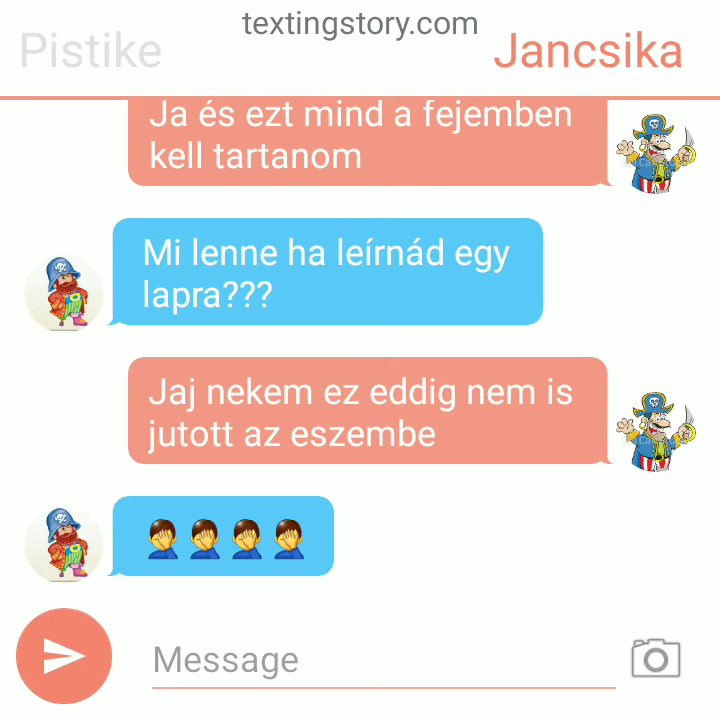 textingstory.com
Pistike
Jancsika
Ja és ezt mind a fejemben
kell tartanom
Mi lenne ha leírnád egy
lapra???
Jaj nekem ez eddig nem is
jutott az eszembe
🤦‍♂️🤦‍♂️🤦‍♂️🤦‍♂️
Message